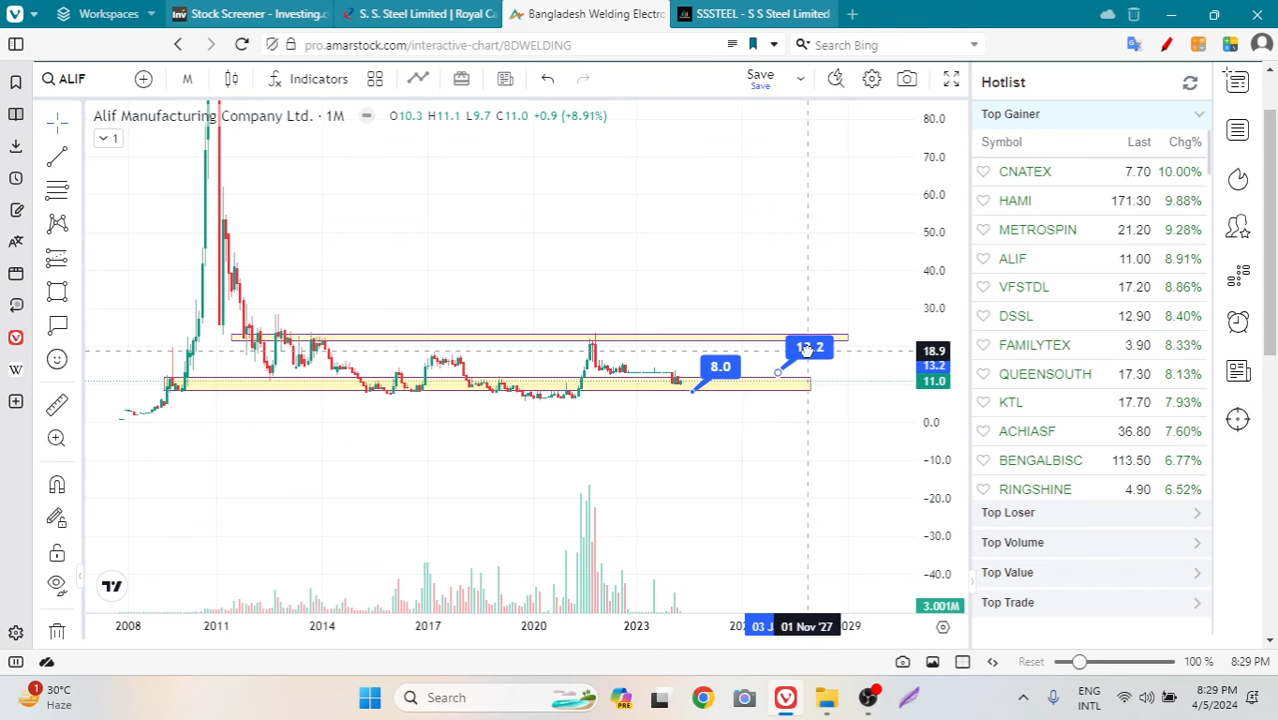 Workspaces
Stock Screener - Investing.c
S. S. Steel Limited | Royal Ca
Bangladesh Welding Electro
SSSTEEL - S S Steel Limited
pro.amarstock.com/interactive-chart/BDWELDING
Search Bing
ALIF
M
Indicators
Save
Save
Hotlist
Alif Manufacturing Company Ltd. · 1M
O10.3 H11.1 L9.7 C11.0 +0.9 (+8.91%)
1
Top Gainer
Symbol Last Chg%
CNATEX 7.70 10.00%
HAMI 171.30 9.88%
METROSPIN 21.20 9.28%
ALIF 11.00 8.91%
VFSTDL 17.20 8.86%
DSSL 12.90 8.40%
FAMILYTEX 3.90 8.33%
QUEENSOUTH 17.30 8.13%
KTL 17.70 7.93%
ACHIASF 36.80 7.60%
BENGALBISC 113.50 6.77%
RINGSHINE 4.90 6.52%
Top Loser
Top Volume
Top Value
Top Trade
80.0
70.0
60.0
50.0
40.0
30.0
18.9
13.2
11.0
0.0
-10.0
-20.0
-30.0
-40.0
3.001M
8.0
2008 2011 2014 2017 2020 2023
03 J
01 Nov '27
029
Reset 100 % 8:29 PM
1
30°C
Haze
Search
PRE
ENG
INTL
8:29 PM
4/5/2024